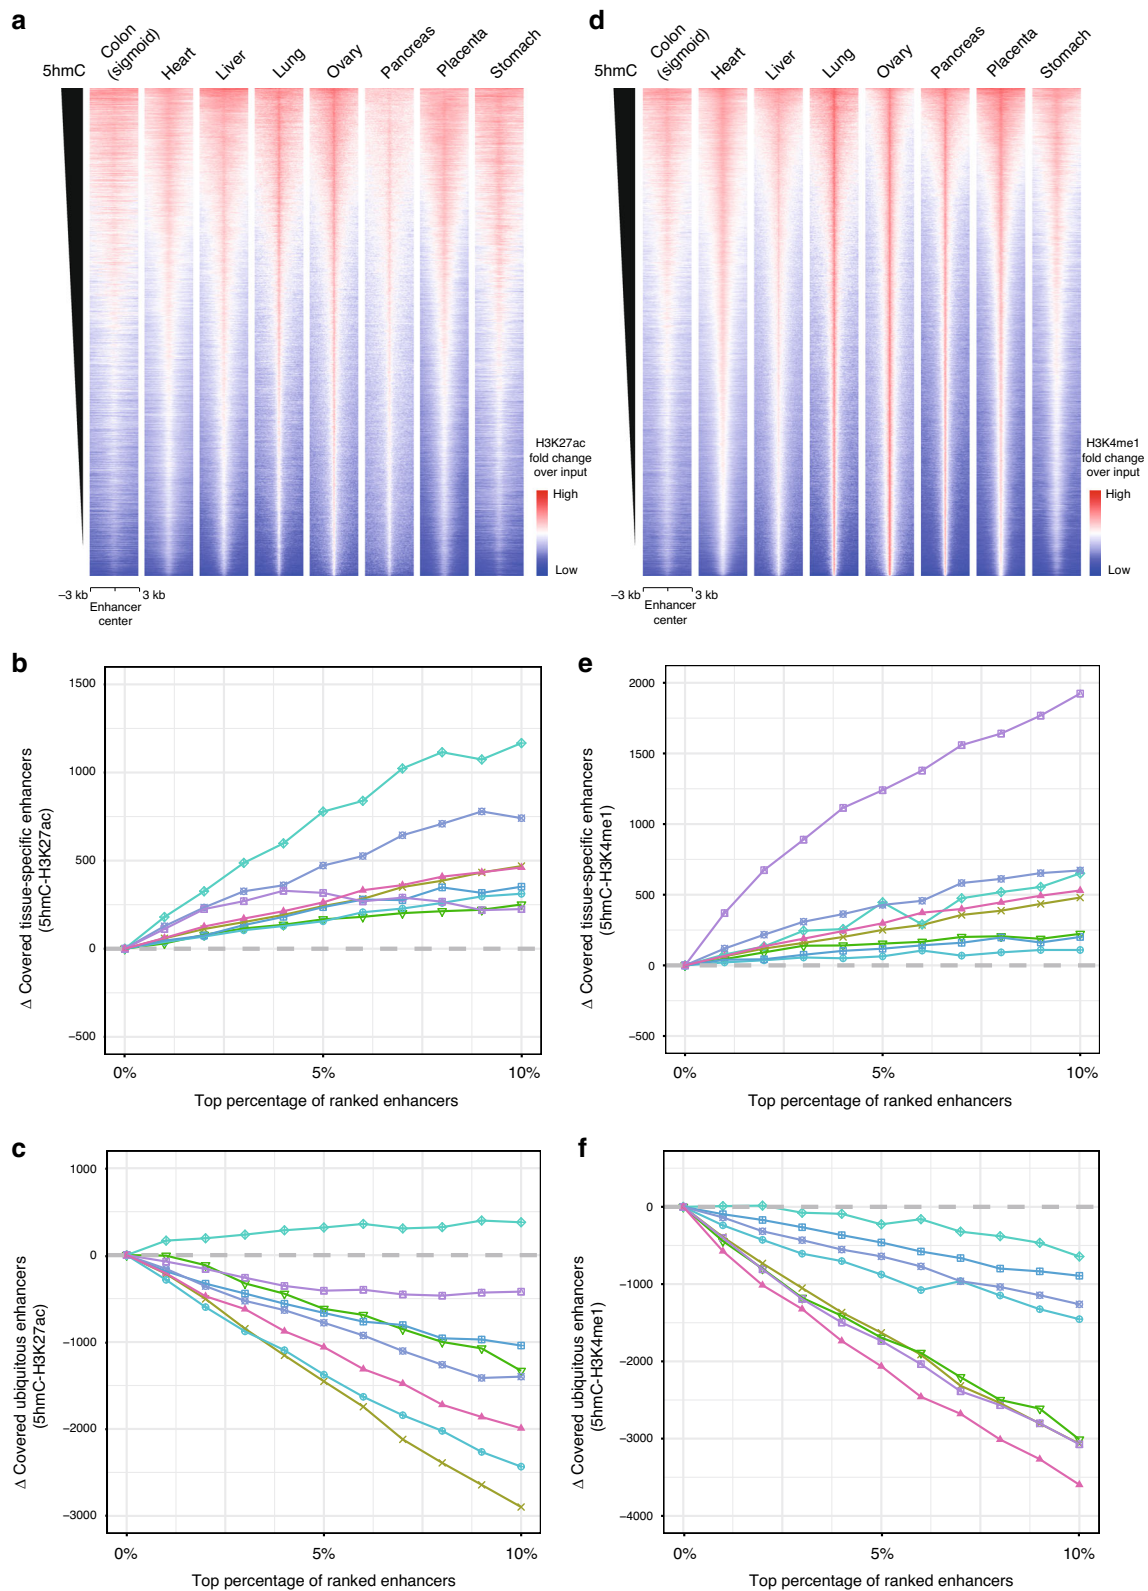 a
5hmC
Colon
(sigmoid)
Heart
Liver
Lung
Ovary
Pancreas
Placenta
Stomach
H3K27ac
fold change
over input
High
Low
−3 kb
3 kb
Enhancer
center
d
5hmC
Colon
(sigmoid)
Heart
Liver
Lung
Ovary
Pancreas
Placenta
Stomach
H3K4me1
fold change
over input
High
Low
−3 kb
3 kb
Enhancer
center
b
Δ Covered tissue-specific enhancers
(5hmC-H3K27ac)
1500
1000
500
0
−500
0%
5%
10%
Top percentage of ranked enhancers
e
Δ Covered tissue-specific enhancers
(5hmC-H3K4me1)
2000
1500
1000
500
0
−500
0%
5%
10%
Top percentage of ranked enhancers
c
Δ Covered ubiquitous enhancers
(5hmC-H3K27ac)
1000
0
−1000
−2000
−3000
0%
5%
10%
Top percentage of ranked enhancers
f
Δ Covered ubiquitous enhancers
(5hmC-H3K4me1)
0
−1000
−2000
−3000
−4000
0%
5%
10%
Top percentage of ranked enhancers